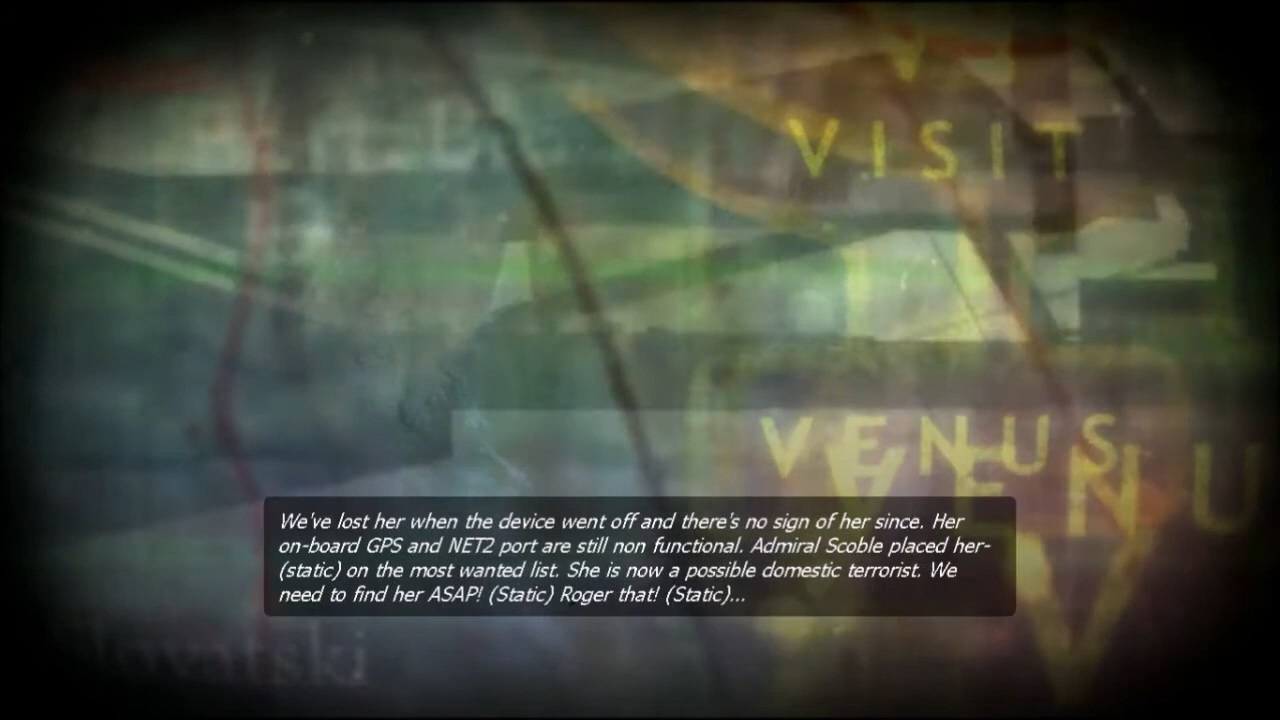 VISIT
VENUS
VENU
We've lost her when the device went off and there's no sign of her since. Her
on-board GPS and NET2 port are still non functional. Admiral Scoble placed her-
(static) on the most wanted list. She is now a possible domestic terrorist. We
need to find her ASAP! (Static) Roger that! (Static)...